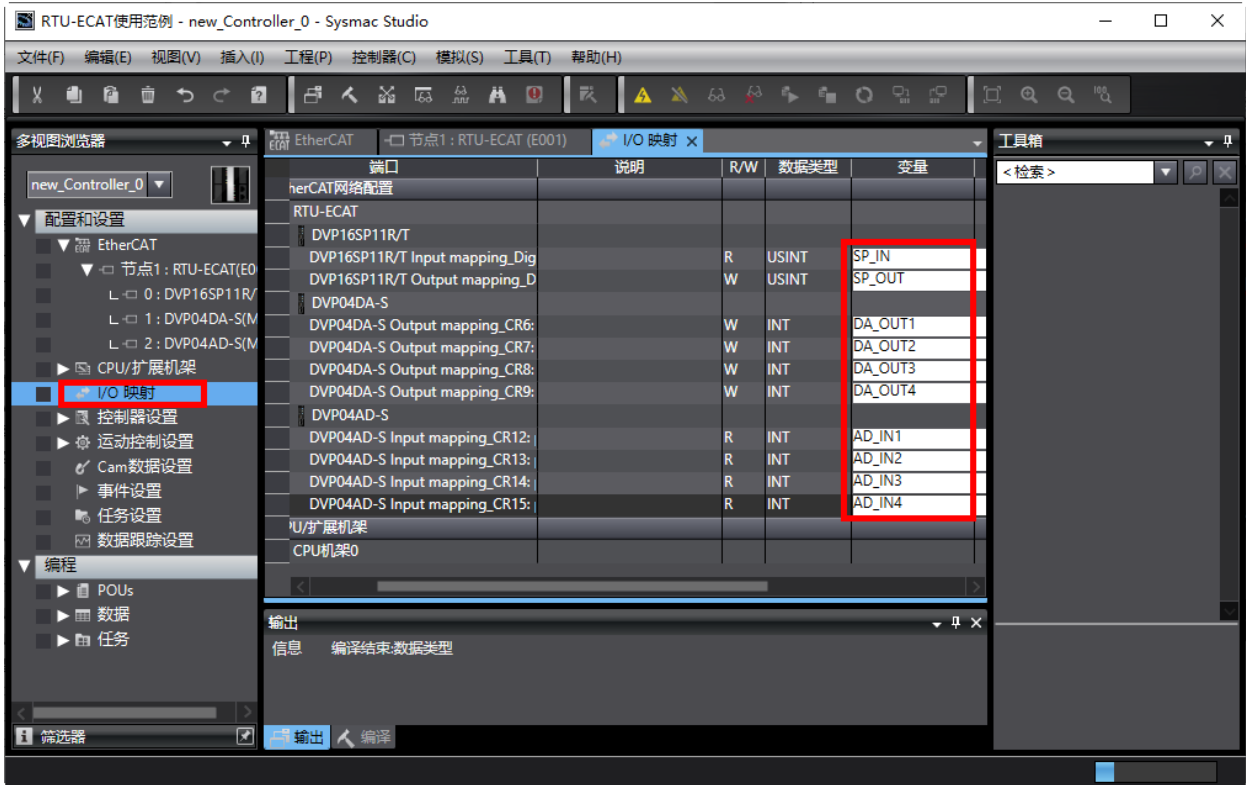 RTU-ECAT使用范例 - new_Controller_0 - Sysmac Studio
文件(F) 编辑(E) 视图(V) 插入(I) 工程(P) 控制器(C) 模拟(S) 工具(T) 帮助(H)
多视图浏览器
new_Controller_0
配置和设置
EtherCAT
节点1 : RTU-ECAT(E0
0 : DVP16SP11R/
1 : DVP04DA-S(M
2 : DVP04AD-S(M
CPU/扩展机架
I/O 映射
控制器设置
运动控制设置
Cam数据设置
事件设置
任务设置
数据跟踪设置
编程
POUs
数据
任务
筛选器
EtherCAT 节点1 : RTU-ECAT (E001) I/O 映射
端口 说明 R/W 数据类型 变量
herCAT网络配置
RTU-ECAT
DVP16SP11R/T
DVP16SP11R/T Input mapping_Dig R USINT SP_IN
DVP16SP11R/T Output mapping_D W USINT SP_OUT
DVP04DA-S
DVP04DA-S Output mapping_CR6: W INT DA_OUT1
DVP04DA-S Output mapping_CR7: W INT DA_OUT2
DVP04DA-S Output mapping_CR8: W INT DA_OUT3
DVP04DA-S Output mapping_CR9: W INT DA_OUT4
DVP04AD-S
DVP04AD-S Input mapping_CR12: R INT AD_IN1
DVP04AD-S Input mapping_CR13: R INT AD_IN2
DVP04AD-S Input mapping_CR14: R INT AD_IN3
DVP04AD-S Input mapping_CR15: R INT AD_IN4
PU/扩展机架
CPU机架0
输出
信息 编译结束:数据类型
输出 编译
工具箱
<检索>